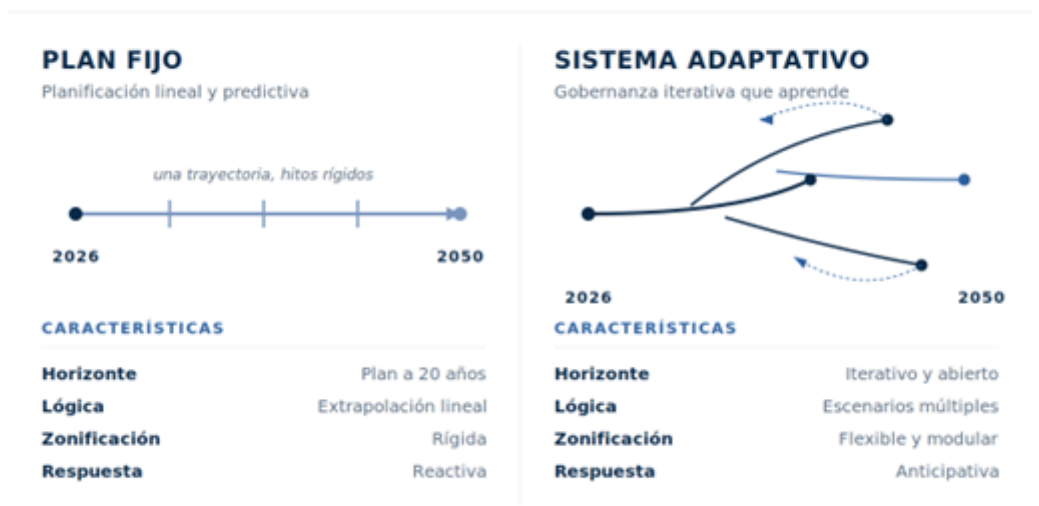 PLAN FIJO
Planificación lineal y predictiva
una trayectoria, hitos rígidos
2026
2050
CARACTERÍSTICAS
Horizonte Plan a 20 años
Lógica Extrapolación lineal
Zonificación Rígida
Respuesta Reactiva
SISTEMA ADAPTATIVO
Gobernanza iterativa que aprende
2026
2050
CARACTERÍSTICAS
Horizonte Iterativo y abierto
Lógica Escenarios múltiples
Zonificación Flexible y modular
Respuesta Anticipativa